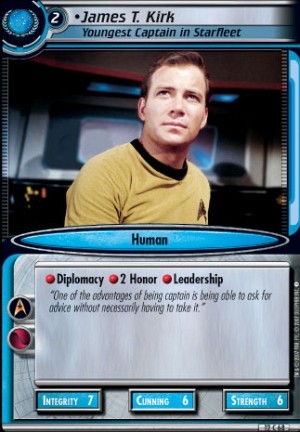 2 •James T. Kirk
Youngest Captain in Starfleet
Human
Diplomacy 2 Honor Leadership
"One of the advantages of being captain is being able to ask for
advice without necessarily having to take it."
INTEGRITY 7 CUNNING 6 STRENGTH 6